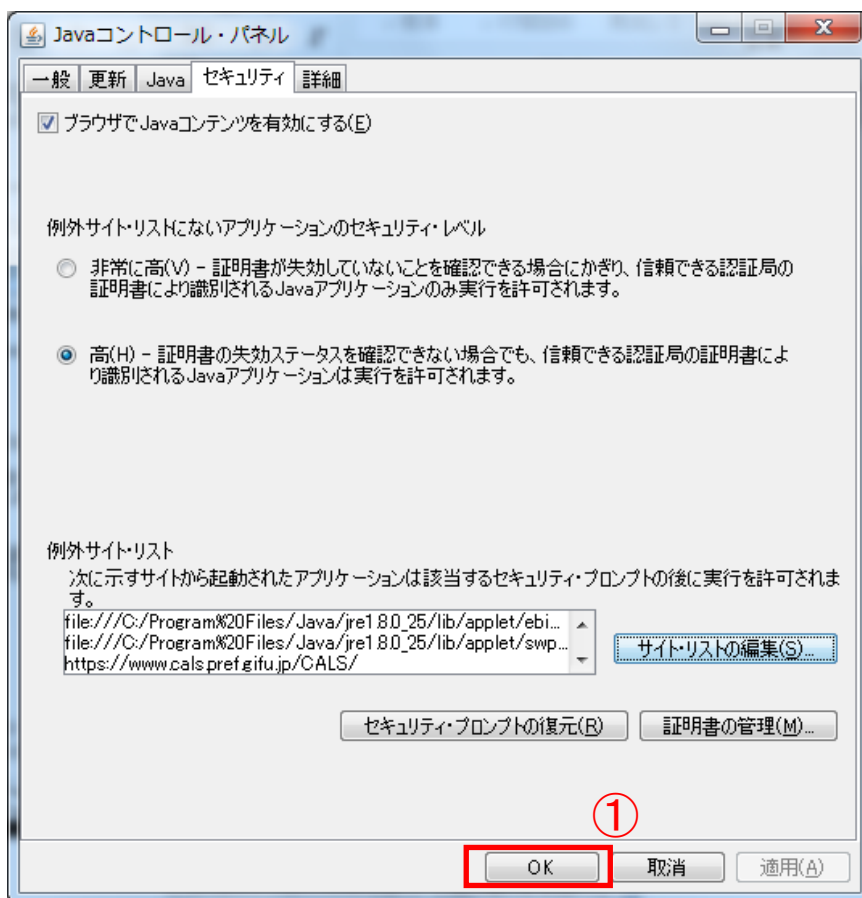 Javaコントロール・パネル
一般 更新 Java セキュリティ 詳細
ブラウザでJavaコンテンツを有効にする(E)
例外サイト・リストにないアプリケーションのセキュリティ・レベル
非常に高(V) - 証明書が失効していないことを確認できる場合にかぎり、信頼できる認証局の
証明書により識別されるJavaアプリケーションのみ実行を許可されます。
高(H) - 証明書の失効ステータスを確認できない場合でも、信頼できる認証局の証明書によ
り識別されるJavaアプリケーションは実行を許可されます。
例外サイト・リスト
次に示すサイトから起動されたアプリケーションは該当するセキュリティ・プロンプトの後に実行を許可されま
す。
file:///C:/Program%20Files/Java/jre1.8.0_25/lib/applet/ebi...
file:///C:/Program%20Files/Java/jre1.8.0_25/lib/applet/swp...
https://www.cals.pref.gifu.jp/CALS/
サイト・リストの編集(S)...
セキュリティ・プロンプトの復元(R) 証明書の管理(M)...
①
OK 取消 適用(A)